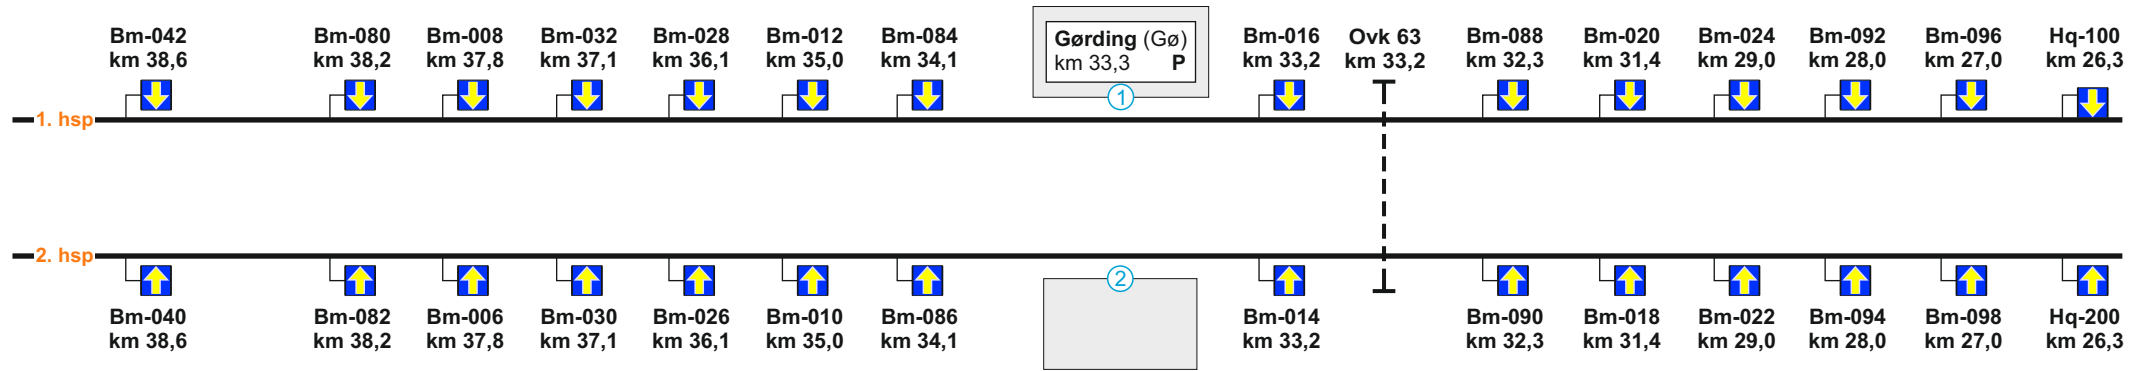 Bm-042 Bm-080 Bm-008 Bm-032 Bm-028 Bm-012 Bm-084 Gørding (Gø) Bm-016 Ovk 63 Bm-088 Bm-020 Bm-024 Bm-092 Bm-096 Hq-100
km 38,6 km 38,2 km 37,8 km 37,1 km 36,1 km 35,0 km 34,1 km 33,3 P km 33,2 km 33,2 km 32,3 km 31,4 km 29,0 km 28,0 km 27,0 km 26,3
1
1. hsp
2. hsp
2
Bm-040 Bm-082 Bm-006 Bm-030 Bm-026 Bm-010 Bm-086 Bm-014 Bm-090 Bm-018 Bm-022 Bm-094 Bm-098 Hq-200
km 38,6 km 38,2 km 37,8 km 37,1 km 36,1 km 35,0 km 34,1 km 33,2 km 32,3 km 31,4 km 29,0 km 28,0 km 27,0 km 26,3